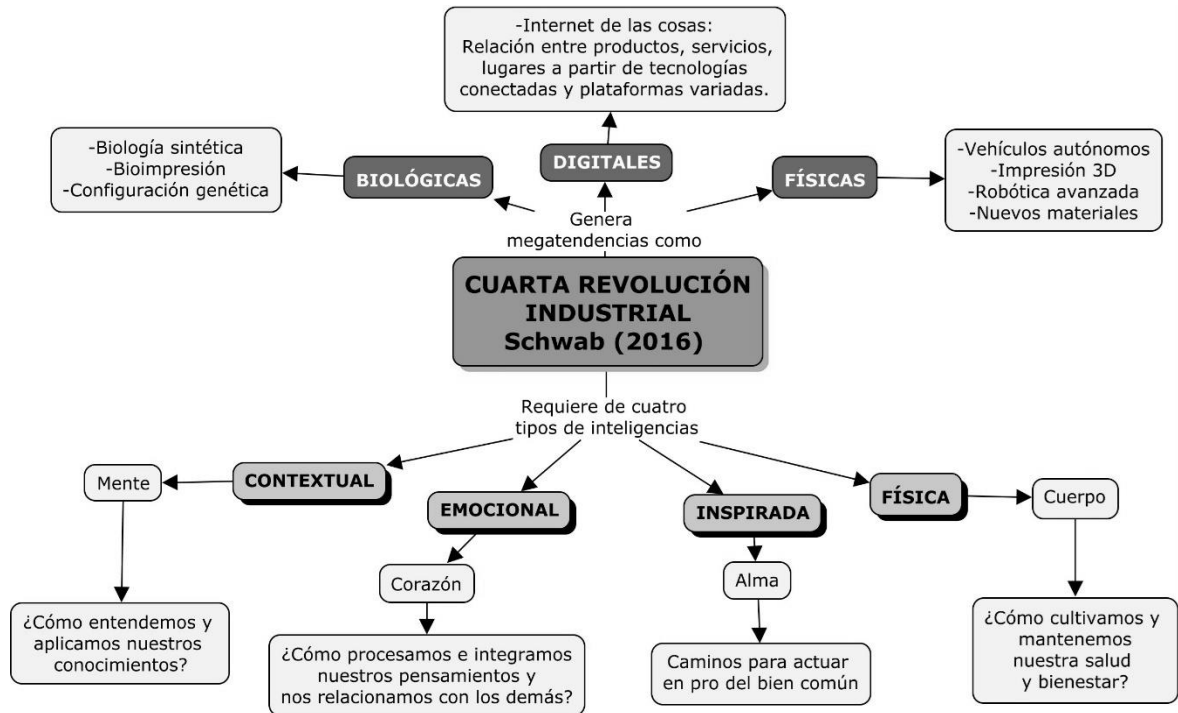 -Internet de las cosas:
Relación entre productos, servicios,
lugares a partir de tecnologías
conectadas y plataformas variadas.
-Biología sintética
-Bioimpresión
-Configuración genética
BIOLÓGICAS
DIGITALES
FÍSICAS
-Vehículos autónomos
-Impresión 3D
-Robótica avanzada
-Nuevos materiales
Genera
megatendencias como
CUARTA REVOLUCIÓN
INDUSTRIAL
Schwab (2016)
Requiere de cuatro
tipos de inteligencias
Mente
CONTEXTUAL
EMOCIONAL
INSPIRADA
FÍSICA
Cuerpo
Corazón
Alma
¿Cómo entendemos y
aplicamos nuestros
conocimientos?
¿Cómo procesamos e integramos
nuestros pensamientos y
nos relacionamos con los demás?
Caminos para actuar
en pro del bien común
¿Cómo cultivamos y
mantenemos
nuestra salud
y bienestar?